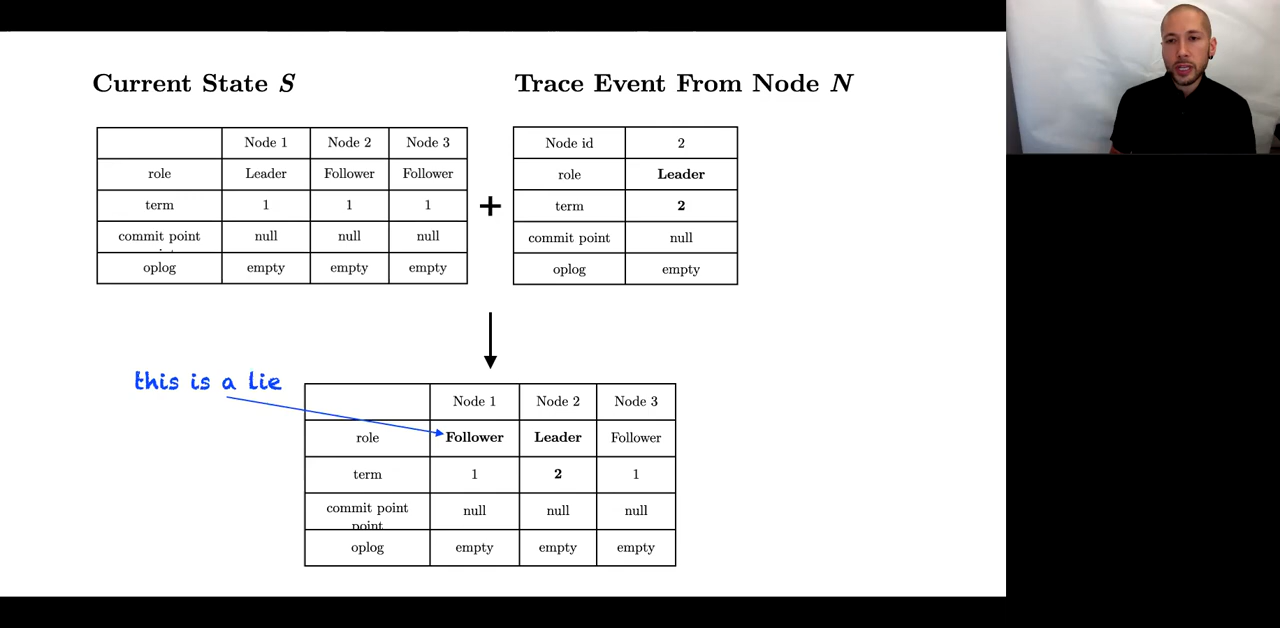 Current State S
Trace Event From Node N
Node 1 Node 2 Node 3
role Leader Follower Follower
term 1 1 1
commit point null null null
oplog empty empty empty
+
Node id 2
role Leader
term 2
commit point null
oplog empty
this is a lie
Node 1 Node 2 Node 3
role Follower Leader Follower
term 1 2 1
commit point null null null
point
oplog empty empty empty